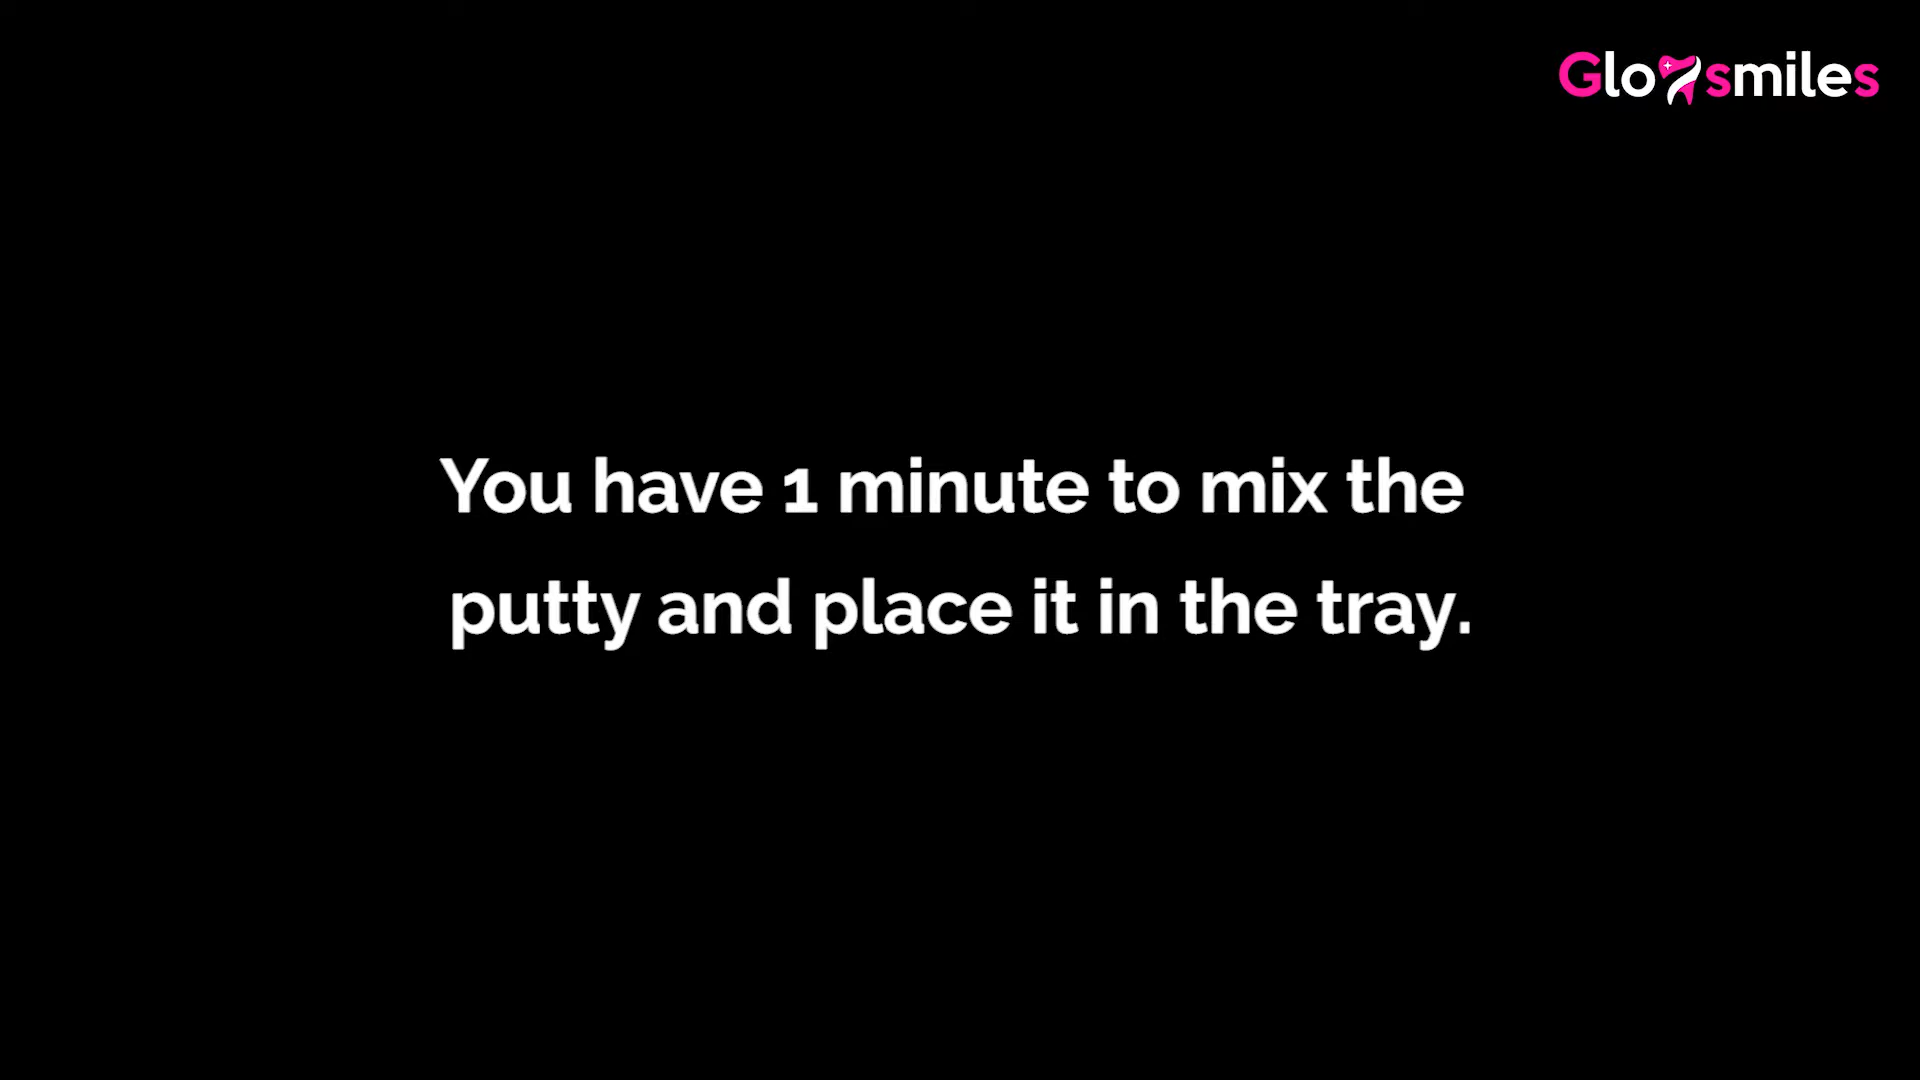 Glo smiles
You have 1 minute to mix the
putty and place it in the tray.